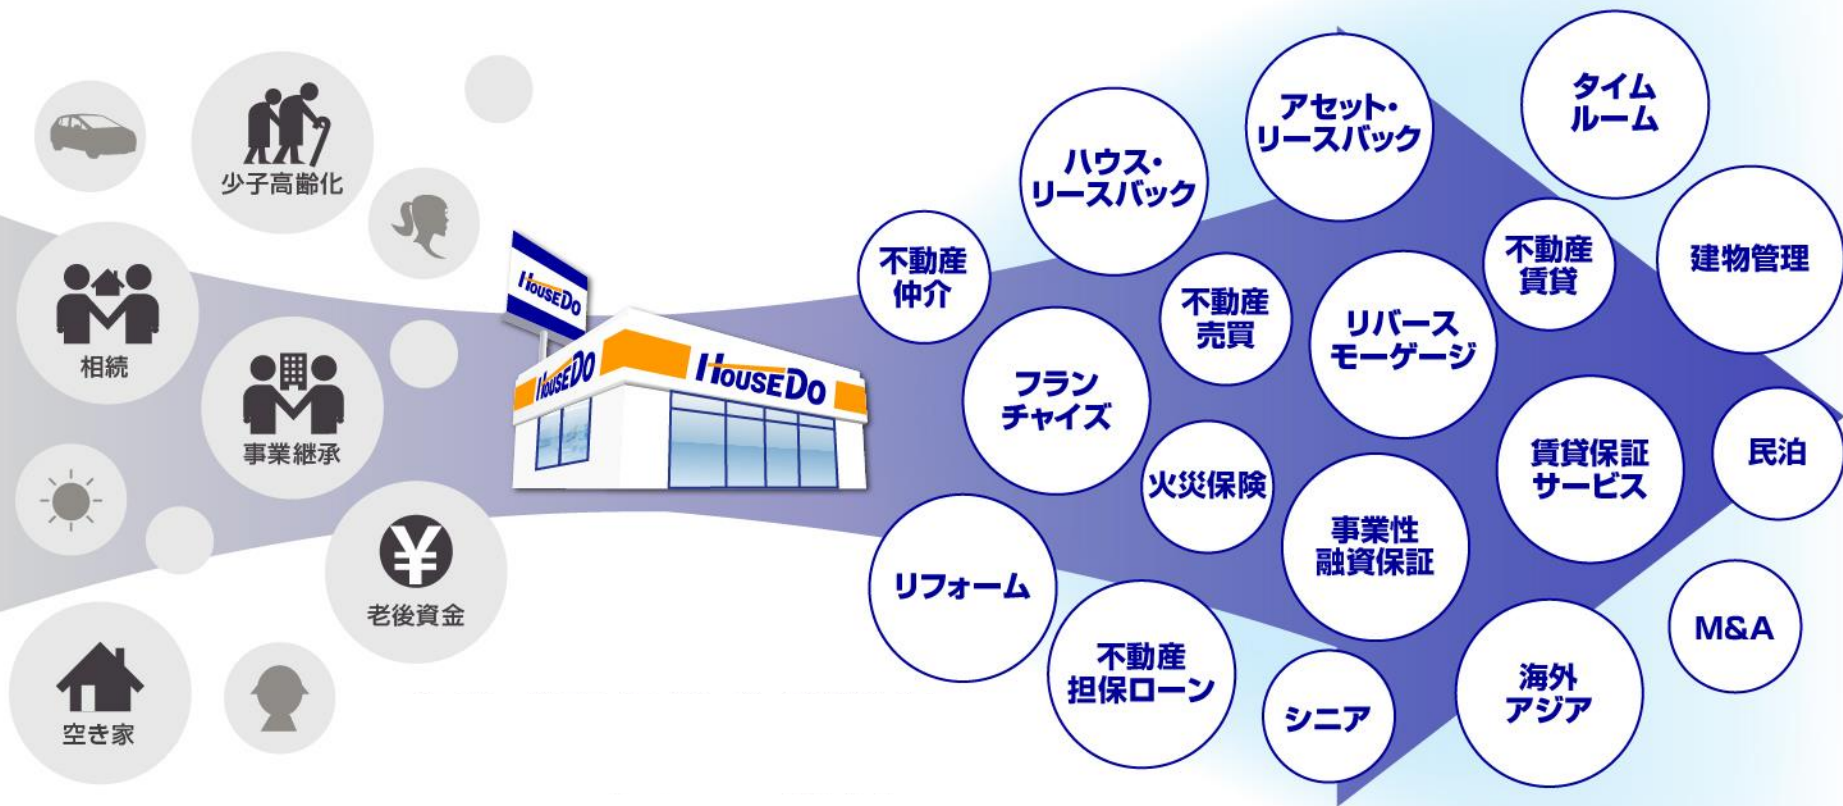 少子高齢化
相続
事業継承
老後資金
空き家
HOUSEDO
HOUSEDO
HOUSEDO
不動産
仲介
ハウス・
リースバック
アセット・
リースバック
タイム
ルーム
フラン
チャイズ
不動産
売買
リバース
モーゲージ
不動産
賃貸
建物管理
火災保険
事業性
融資保証
賃貸保証
サービス
民泊
リフォーム
不動産
担保ローン
シニア
海外
アジア
M&A